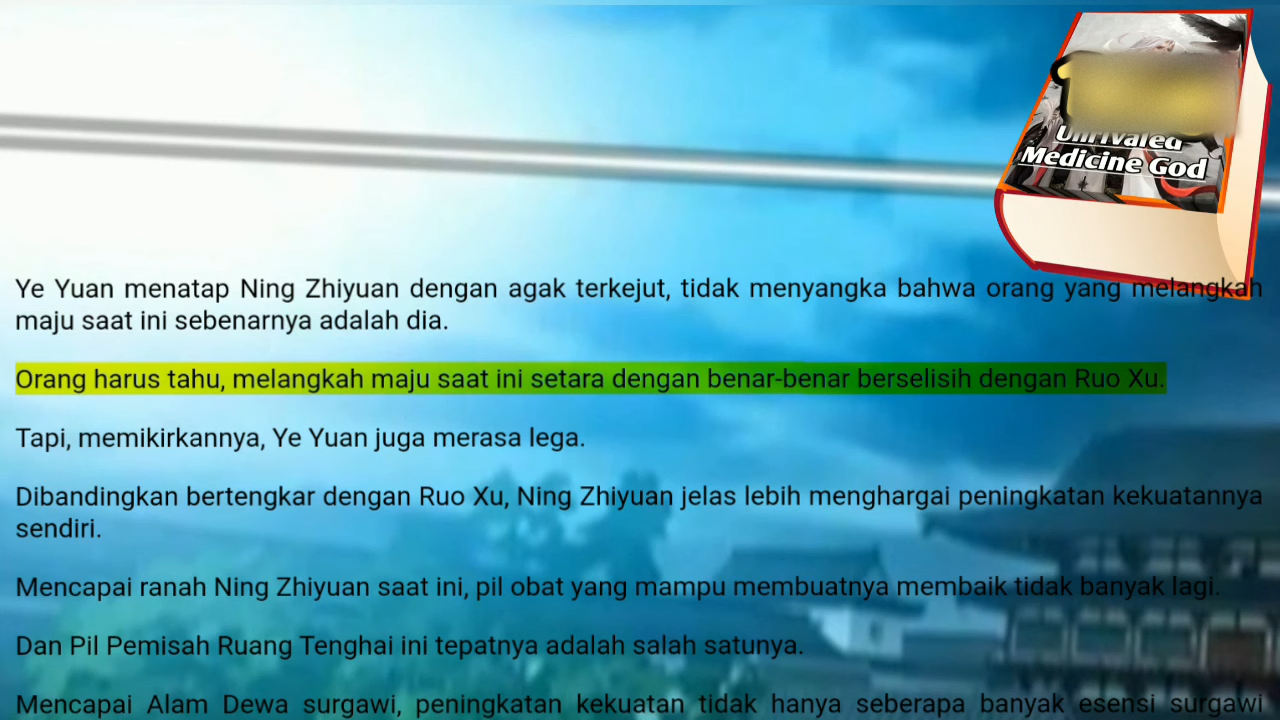 Unrivaled
Medicine God
Ye Yuan menatap Ning Zhiyuan dengan agak terkejut, tidak menyangka bahwa orang yang melangkah
maju saat ini sebenarnya adalah dia.
Orang harus tahu, melangkah maju saat ini setara dengan benar-benar berselisih dengan Ruo Xu.
Tapi, memikirkannya, Ye Yuan juga merasa lega.
Dibandingkan bertengkar dengan Ruo Xu, Ning Zhiyuan jelas lebih menghargai peningkatan kekuatannya
sendiri.
Mencapai ranah Ning Zhiyuan saat ini, pil obat yang mampu membuatnya membaik tidak banyak lagi.
Dan Pil Pemisah Ruang Tenghai ini tepatnya adalah salah satunya.
Mencapai Alam Dewa surgawi, peningkatan kekuatan tidak hanya seberapa banyak esensi surgawi